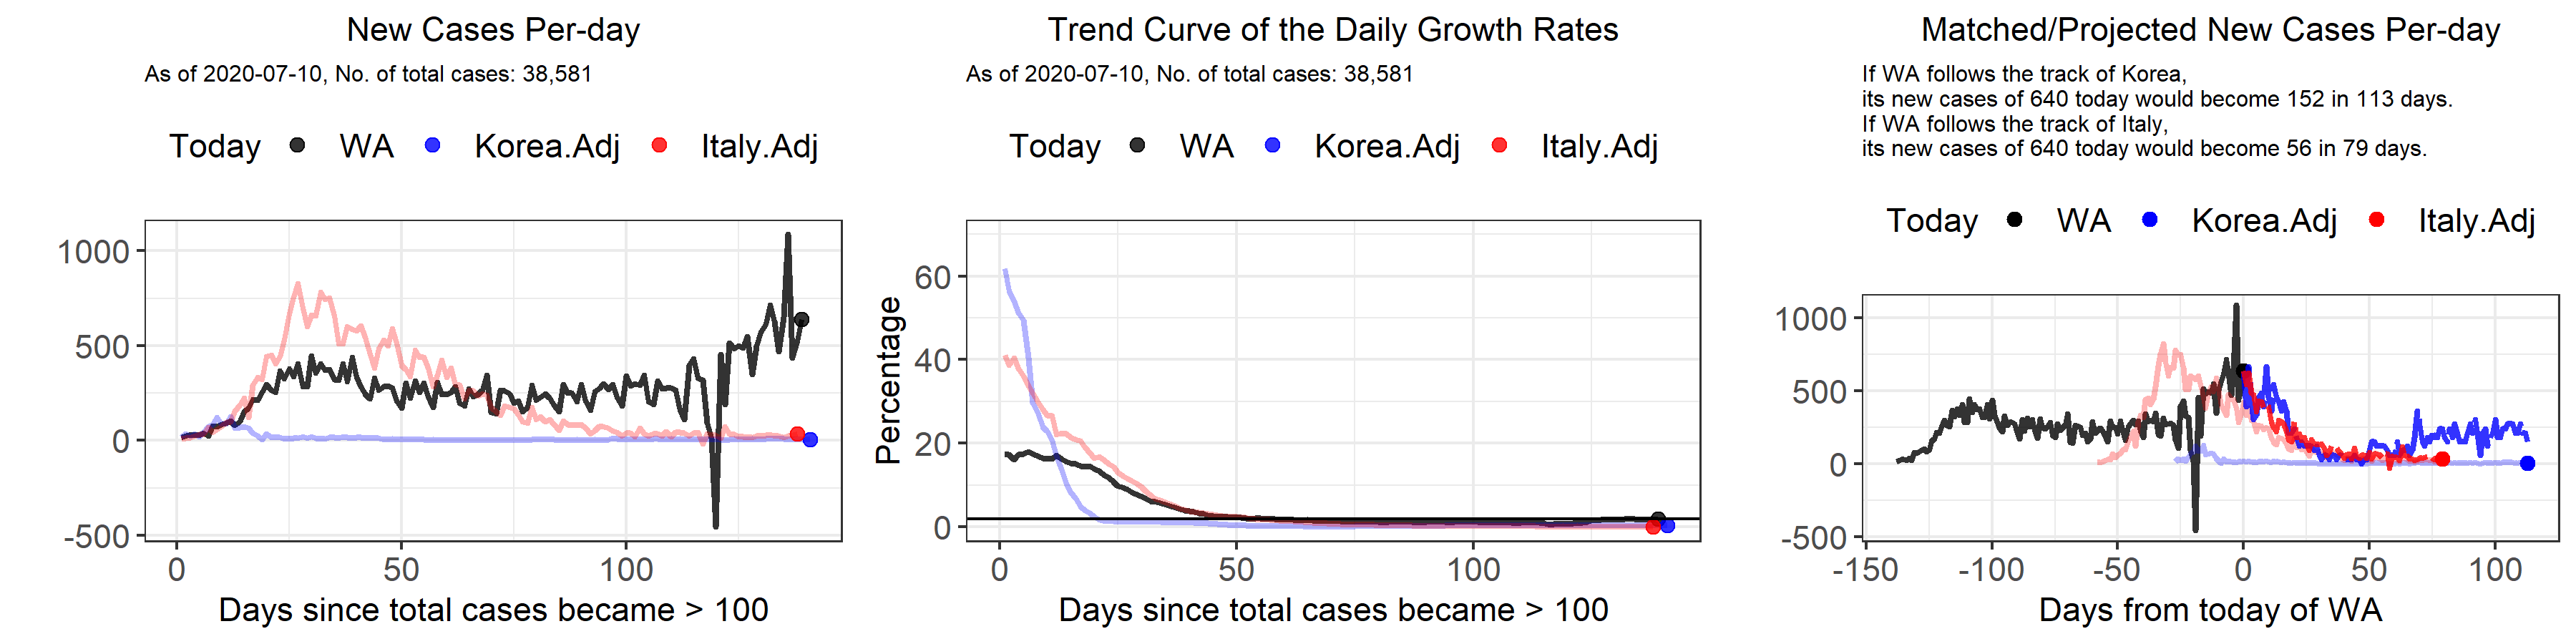 New Cases Per-day
As of 2020-07-10, No. of total cases: 38,581
Today WA Korea.Adj Italy.Adj
1000
500
0
-500
0 50 100
Days since total cases became > 100
Trend Curve of the Daily Growth Rates
As of 2020-07-10, No. of total cases: 38,581
Today WA Korea.Adj Italy.Adj
Percentage
60
40
20
0
0 50 100
Days since total cases became > 100
Matched/Projected New Cases Per-day
If WA follows the track of Korea,
its new cases of 640 today would become 152 in 113 days.
If WA follows the track of Italy,
its new cases of 640 today would become 56 in 79 days.
Today WA Korea.Adj Italy.Adj
1000
500
0
-500
-150 -100 -50 0 50 100
Days from today of WA